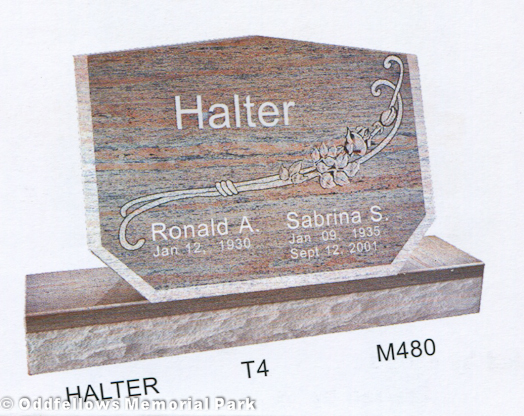 Halter
Ronald A.
Jan 12, 1930
Sabrina S.
Jan 09, 1935
Sept 12, 2001
HALTER
T4
M480
© Oddfellows Memorial Park